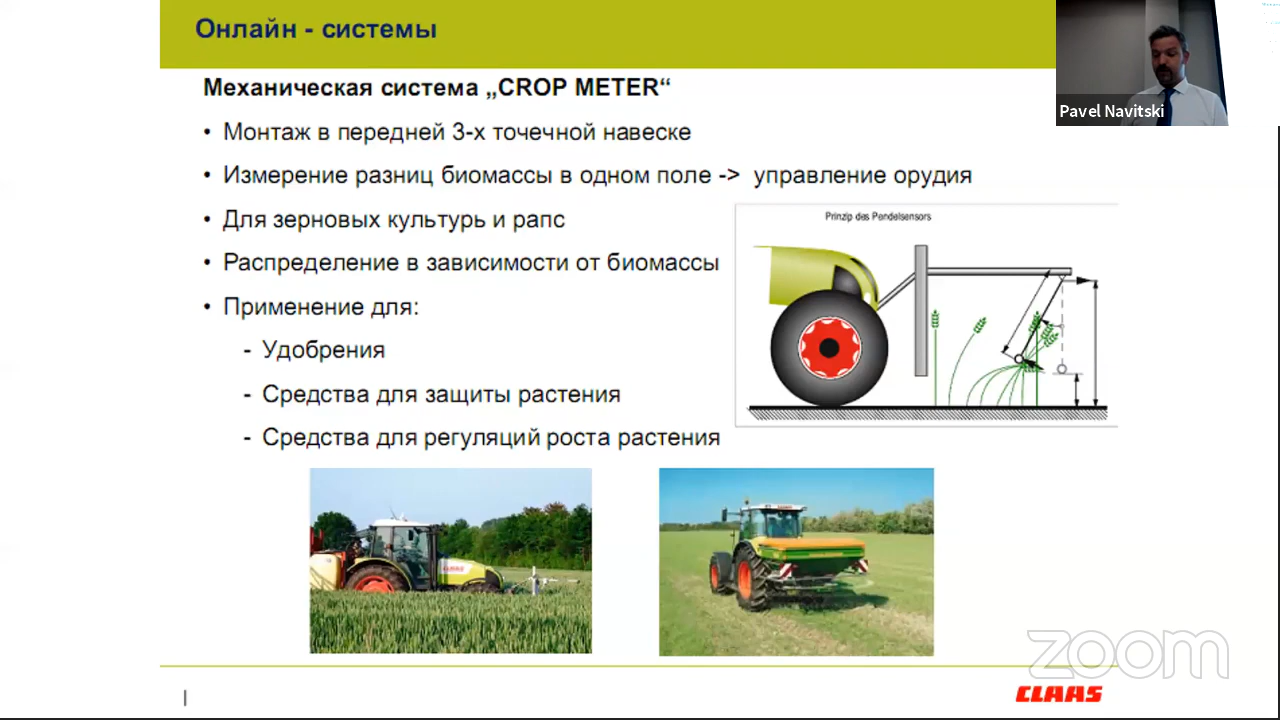 Онлайн - системы
Pavel Navitski
Механическая система „CROP METER“
• Монтаж в передней 3-х точечной навеске
• Измерение разниц биомассы в одном поле -> управление орудия
• Для зерновых культурь и рапс
• Распределение в зависимости от биомассы
• Применение для:
- Удобрения
- Средства для защиты растения
- Средства для регуляций роста растения
Prinzip des Pendelsensors
zoom
CLAAS